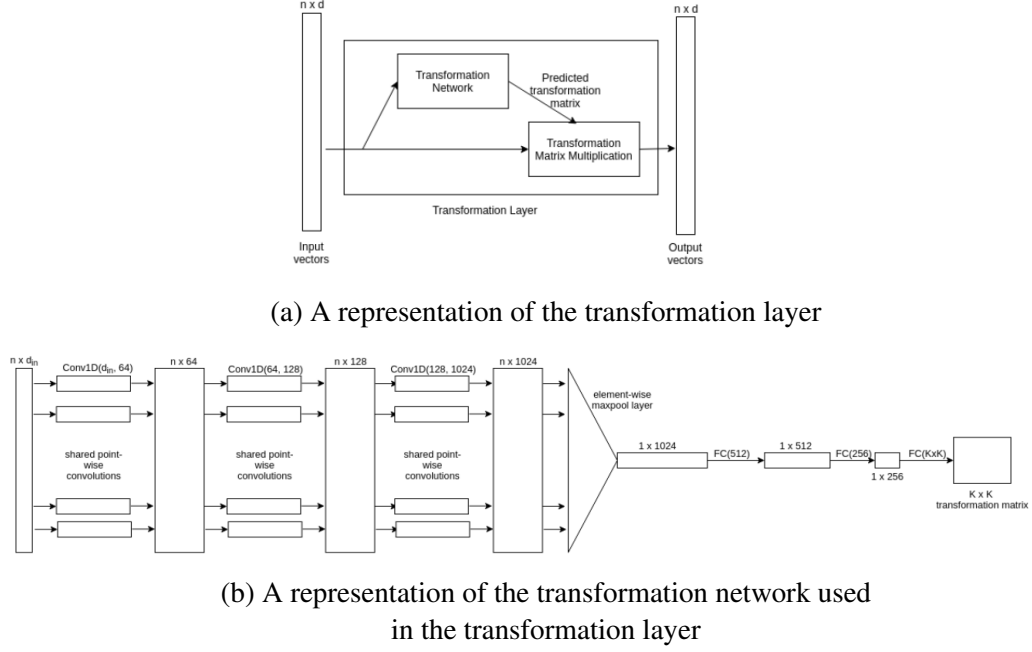 n x d
n x d
Transformation
Network
Predicted
transformation
matrix
Transformation
Matrix Multiplication
Transformation Layer
Input
vectors
Output
vectors
(a) A representation of the transformation layer
n x d_in
Conv1D(d_in, 64)
n x 64
Conv1D(64, 128)
n x 128
Conv1D(128, 1024)
n x 1024
element-wise
maxpool layer
shared point-
wise
convolutions
shared point-
wise
convolutions
shared point-
wise
convolutions
1 x 1024
FC(512)
1 x 512
FC(256)
1 x 256
FC(KxK)
K x K
transformation matrix
(b) A representation of the transformation network used
in the transformation layer